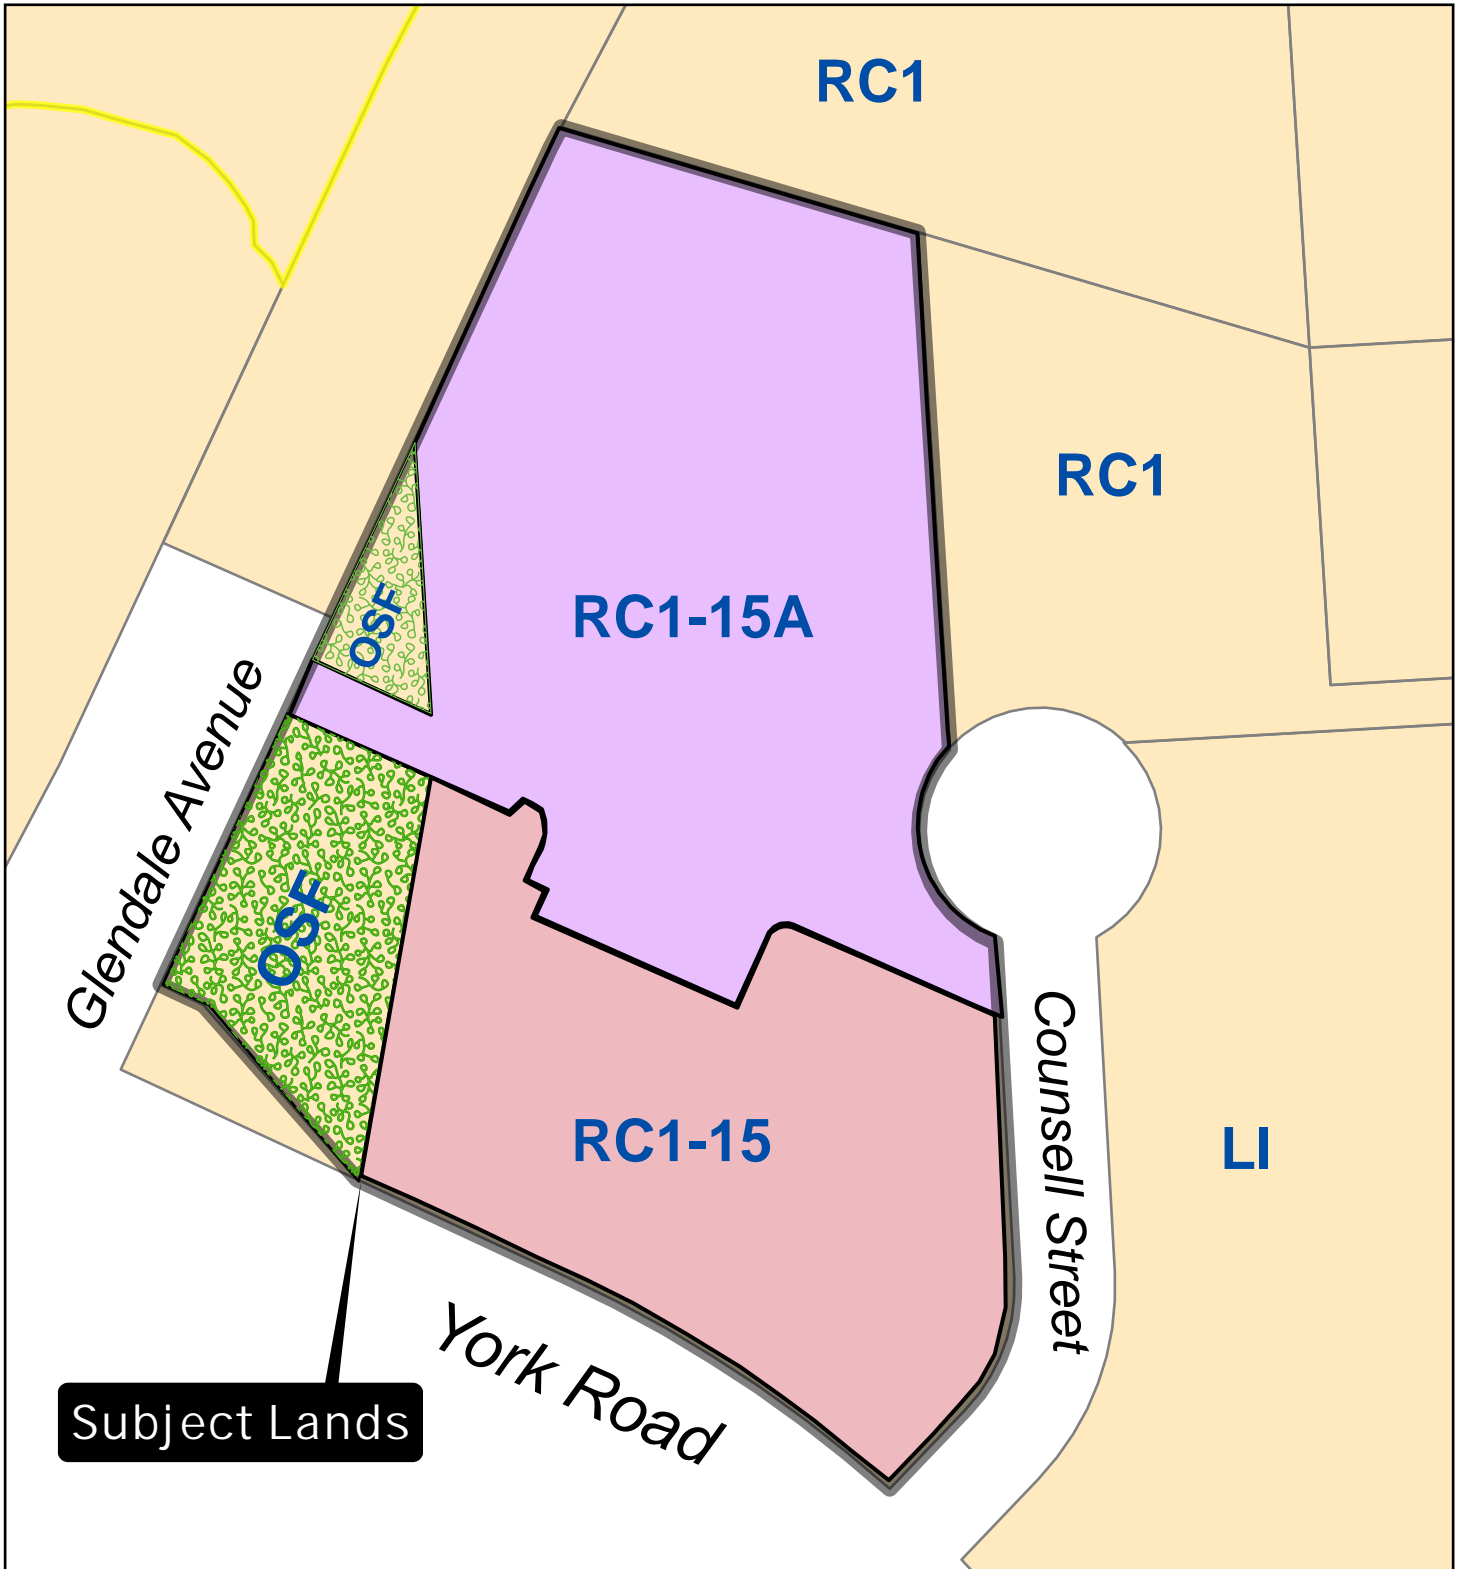 RC1
RC1
RC1-15A
OSF
Glendale Avenue
OSF
Counsell Street
RC1-15
LI
York Road
Subject Lands